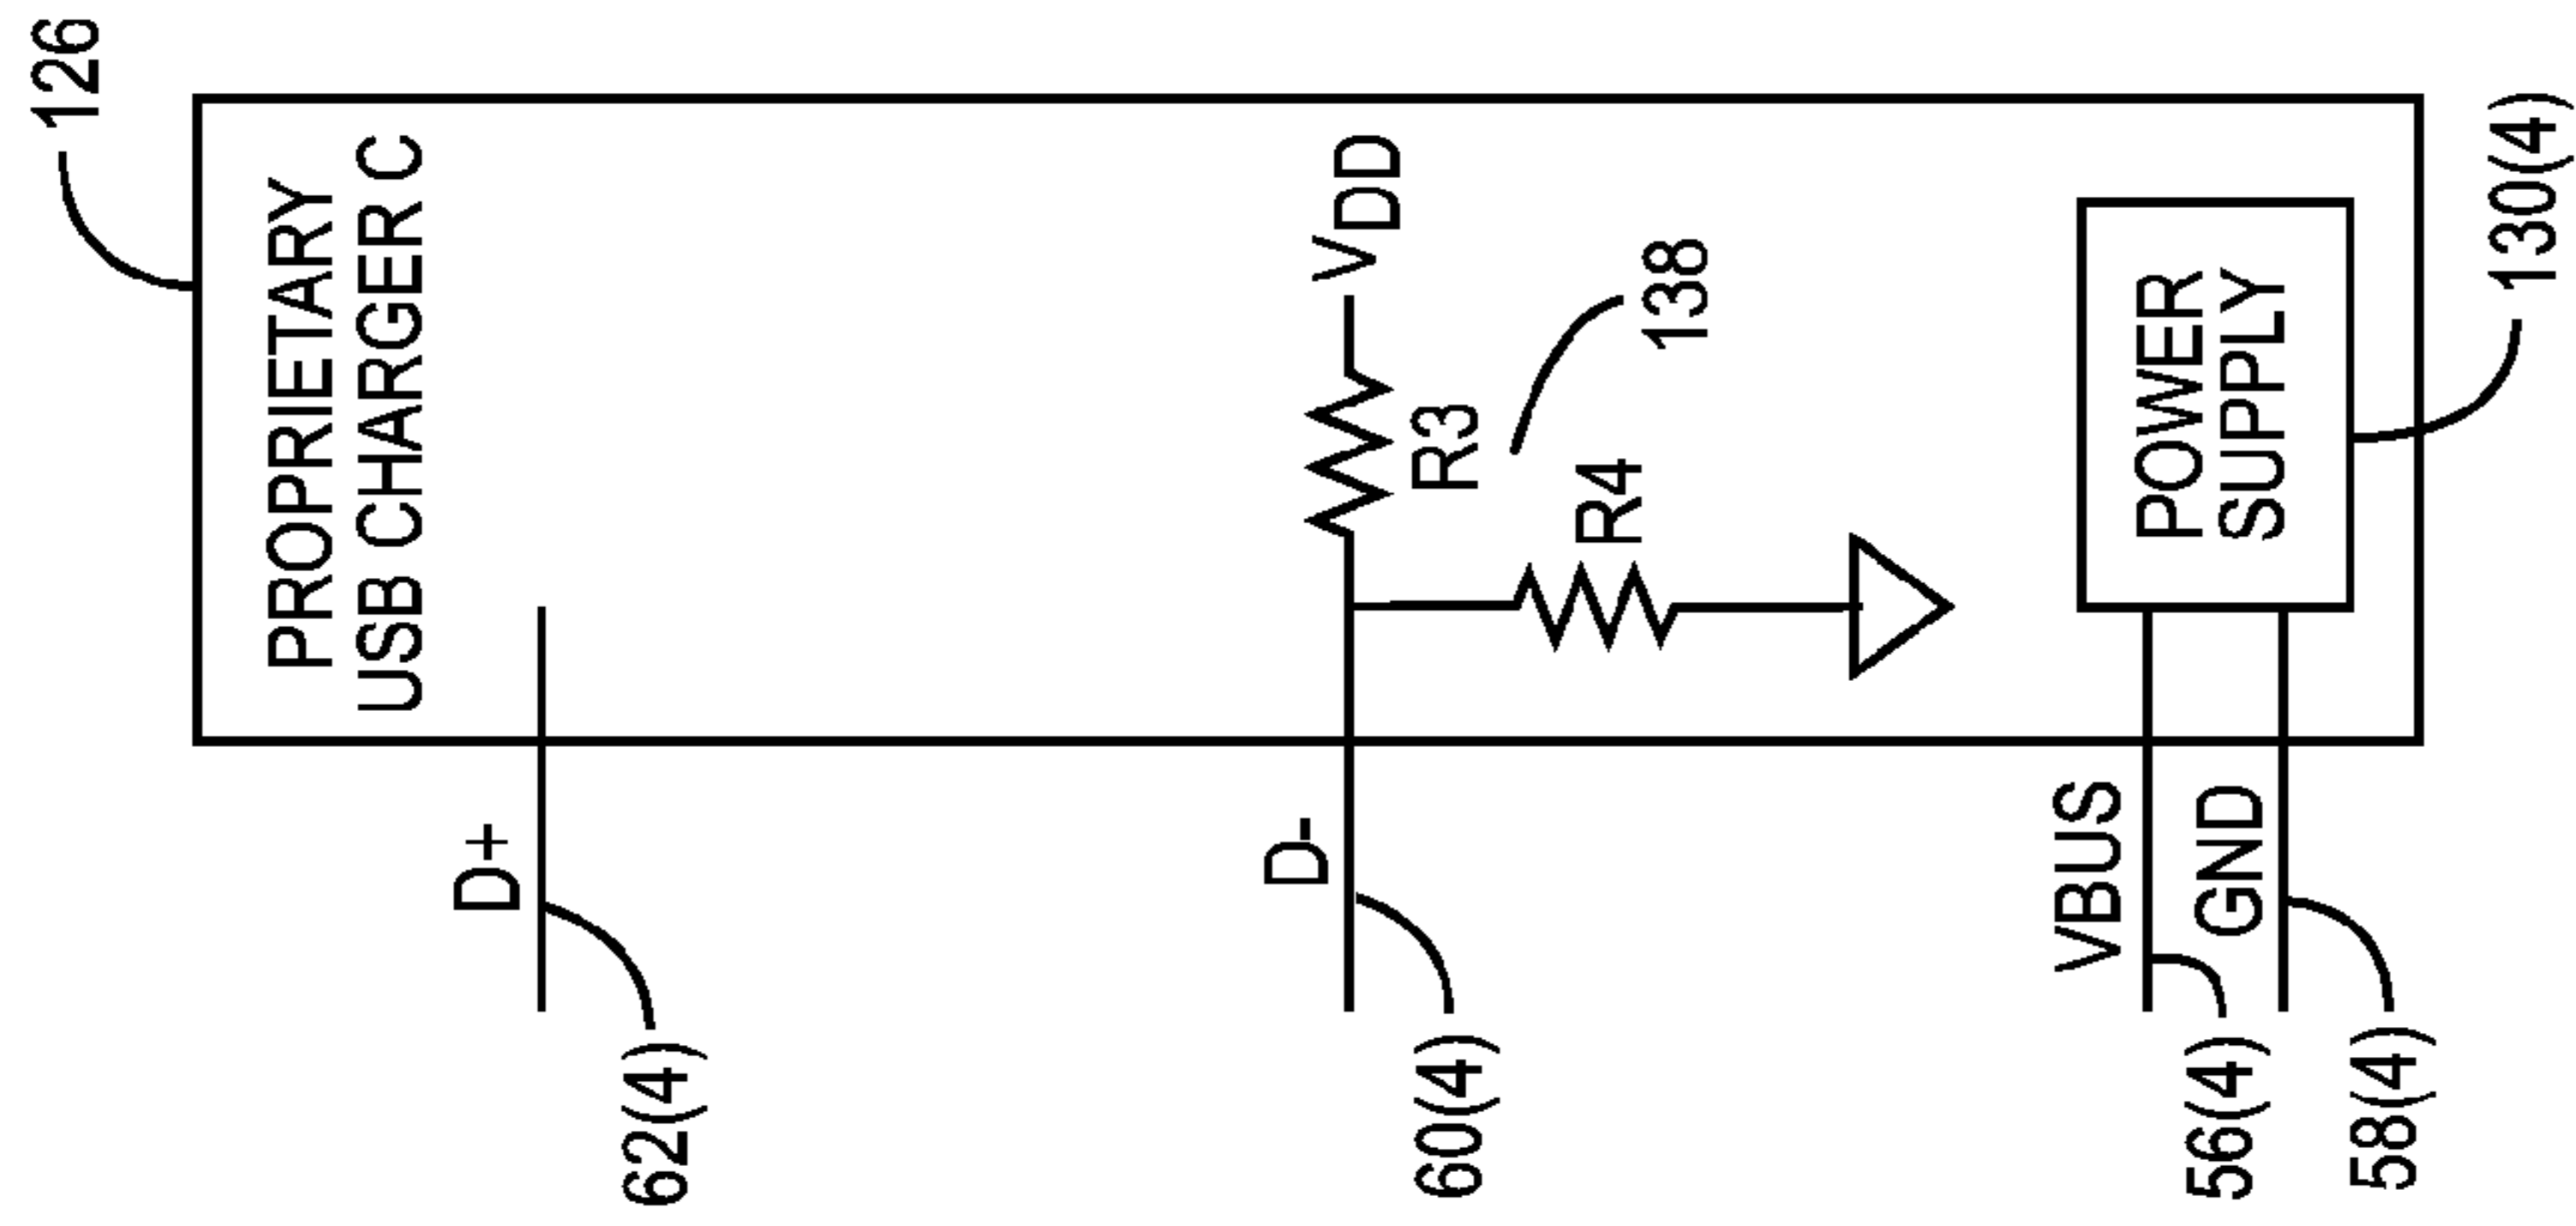 126
PROPRIETARY
USB CHARGER C
D+
62(4)
VDD
R3
138
R4
D-
60(4)
POWER
SUPPLY
130(4)
VBUS
56(4)
GND
58(4)